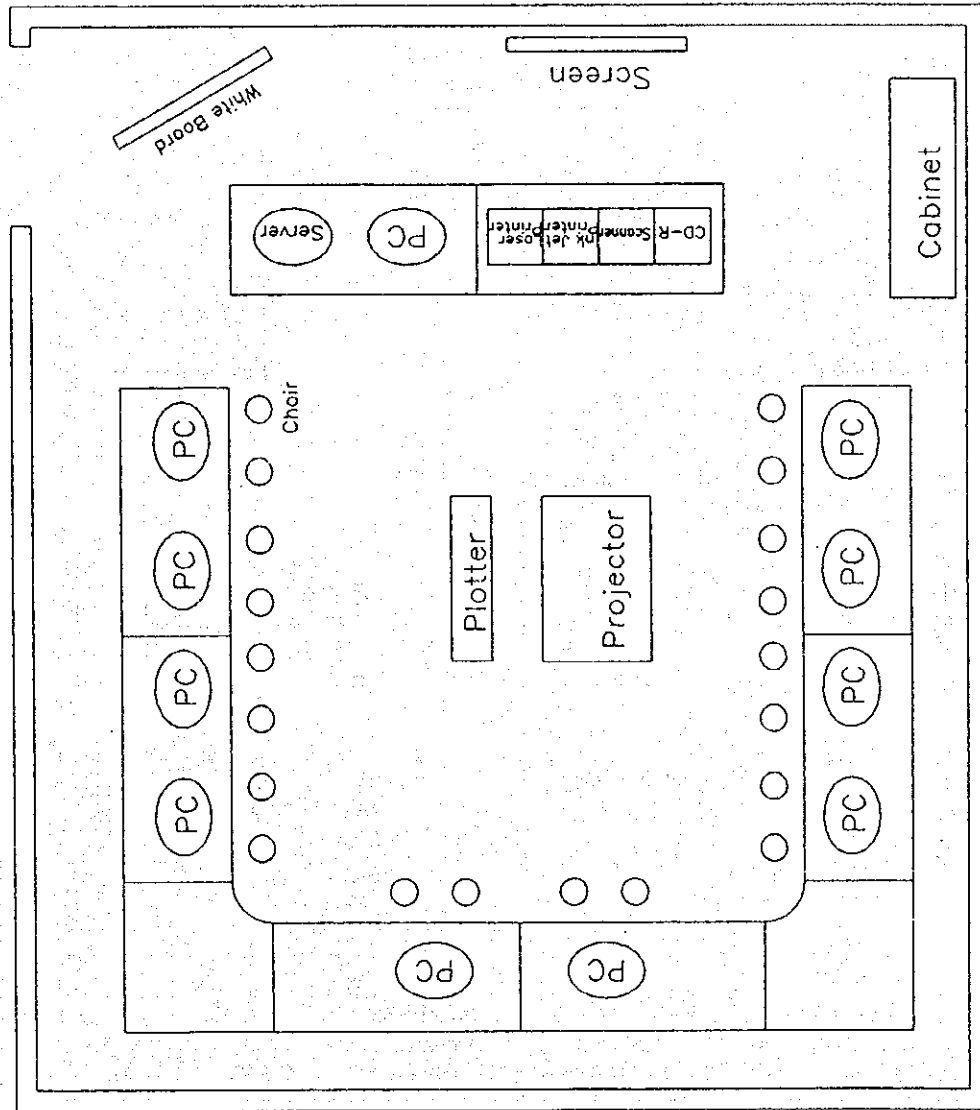 White Board
Screen
Cabinet
Server
PC
Laser
Printer
Ink Jet
Printer
Scanner
CD-R
Chair
PC
PC
PC
PC
PC
PC
PC
PC
Plotter
Projector
PC
PC